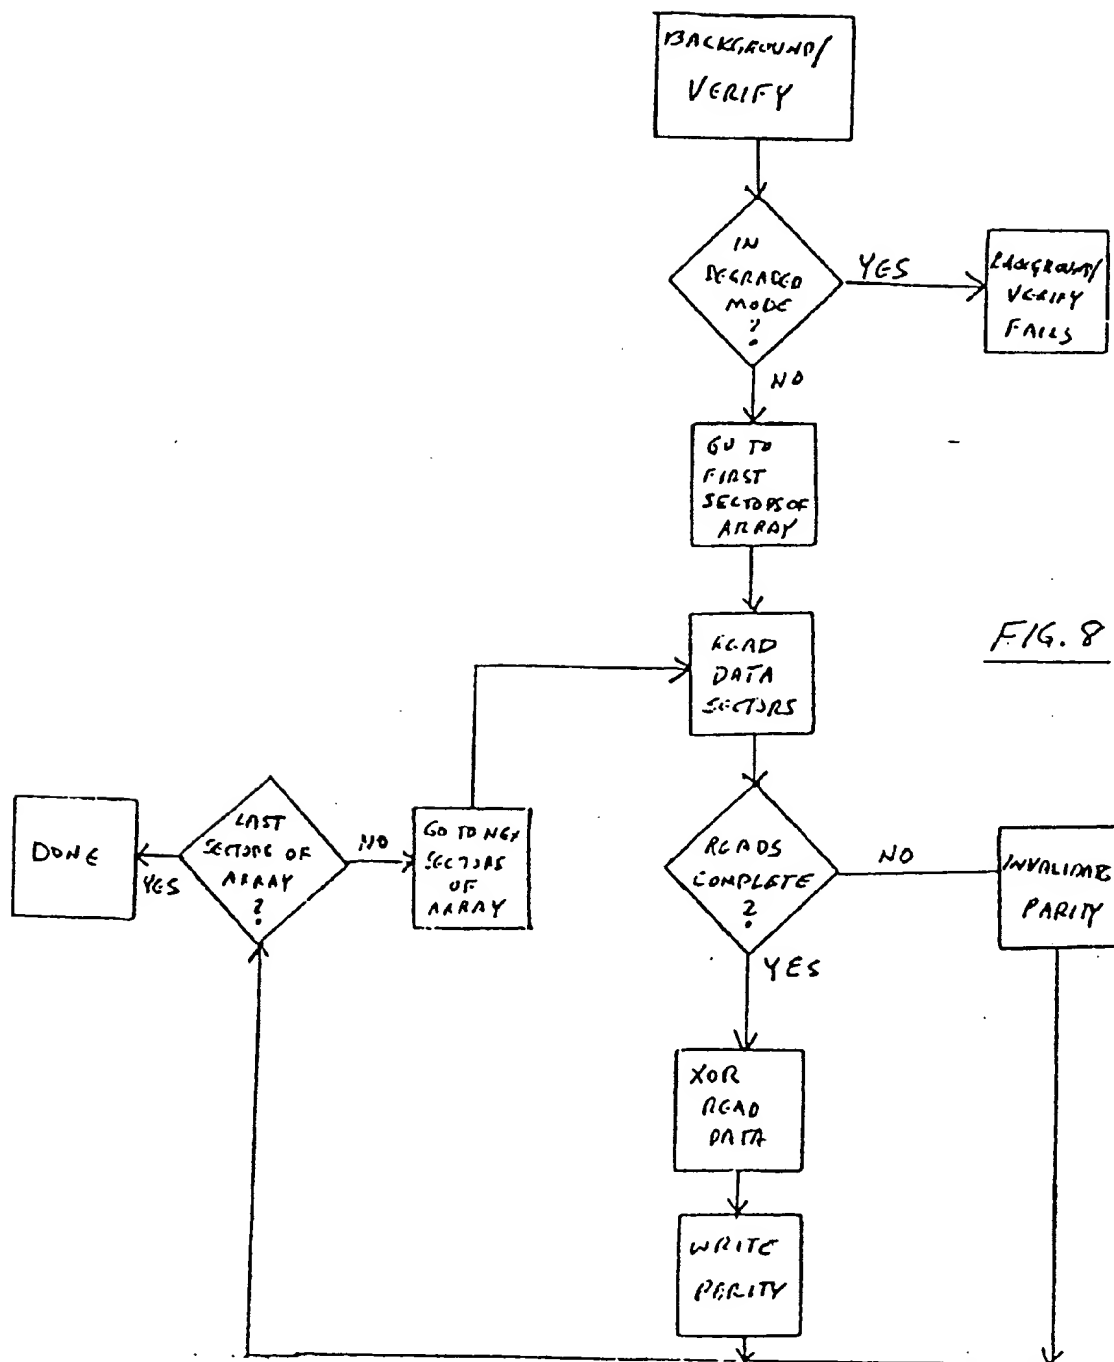 BACKGROUND/
VERIFY
IN
DEGRADED
MODE
?
YES
BACKGROUND/
VERIFY
FAILS
NO
GO TO
FIRST
SECTORS OF
ARRAY
FIG. 8
READ
DATA
SECTORS
DONE
YES
LAST
SECTORS OF
ARRAY
?
NO
GO TO NEX
SECTORS
OF
ARRAY
READS
COMPLETE
?
NO
INVALIDATE
PARITY
YES
XOR
READ
DATA
WRITE
PERITY